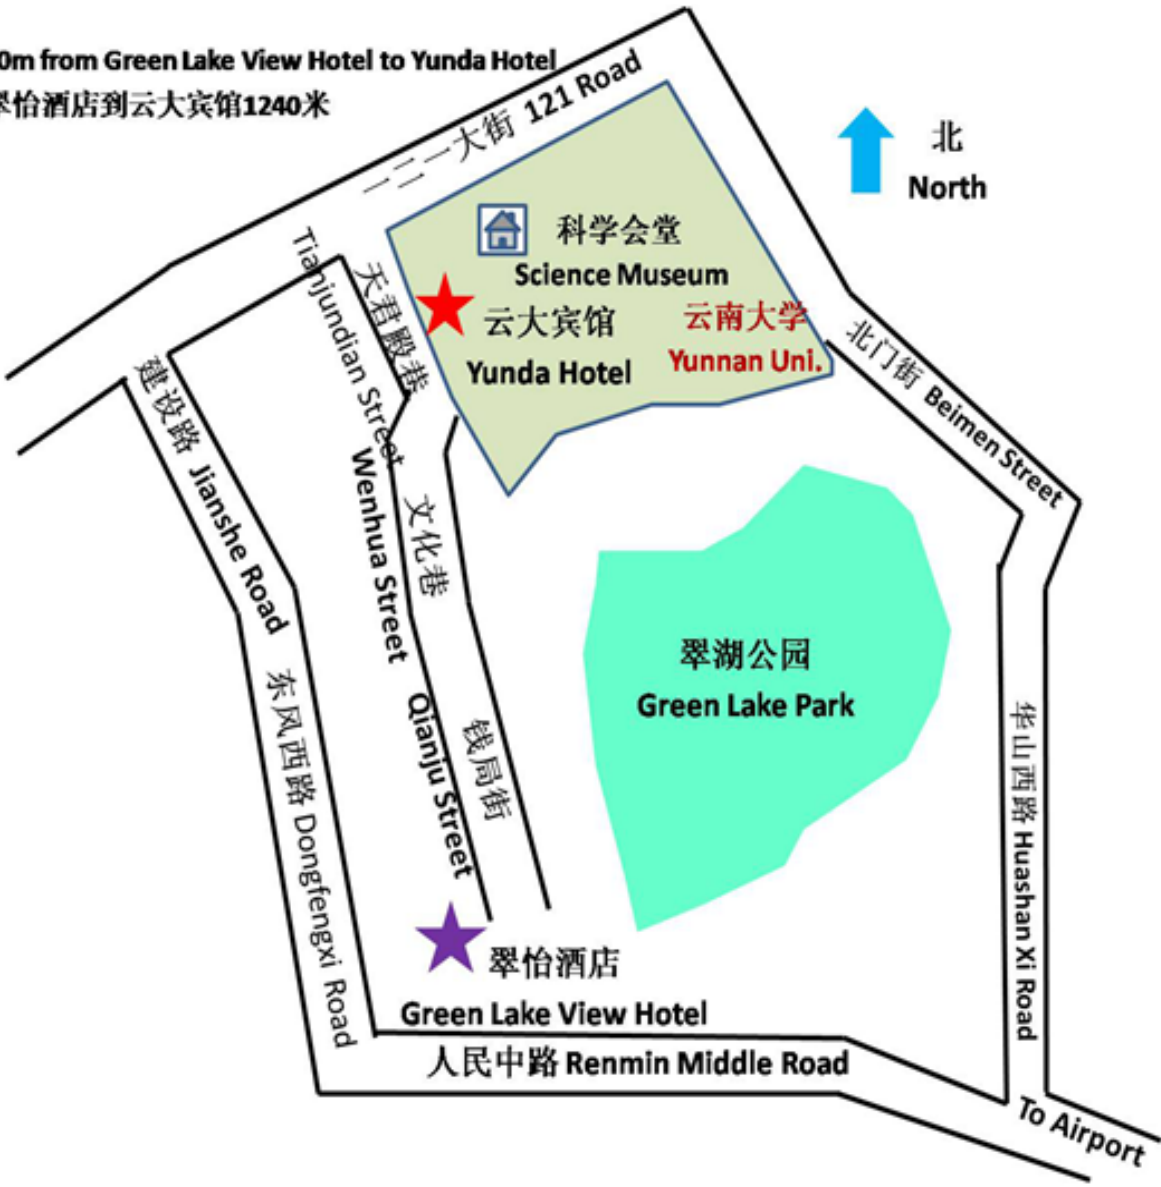 0m from Green Lake View Hotel to Yunda Hotel
翠怡酒店到云大宾馆1240米
一二一大街 121 Road
北
North
科学会堂
Science Museum
云大宾馆
Yunda Hotel
云南大学
Yunnan Uni.
天君殿巷
Tianjundian Street
北门街 Beimen Street
建设路 Jianshe Road
文化巷
Wenhua Street
翠湖公园
Green Lake Park
东风西路 Dongfengxi Road
钱局街
Qianju Street
华山西路 Huashan Xi Road
翠怡酒店
Green Lake View Hotel
人民中路 Renmin Middle Road
To Airport